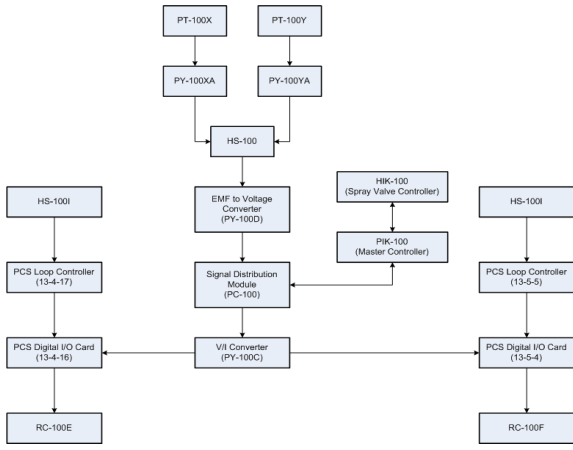 PT-100X
PT-100Y
PY-100XA
PY-100YA
HS-100
HIK-100
(Spray Valve Controller)
HS-100I
EMF to Voltage
Converter
(PY-100D)
HS-100I
PIK-100
(Master Controller)
PCS Loop Controller
(13-4-17)
Signal Distribution
Module
(PC-100)
PCS Loop Controller
(13-5-5)
PCS Digital I/O Card
(13-4-16)
V/I Converter
(PY-100C)
PCS Digital I/O Card
(13-5-4)
RC-100E
RC-100F